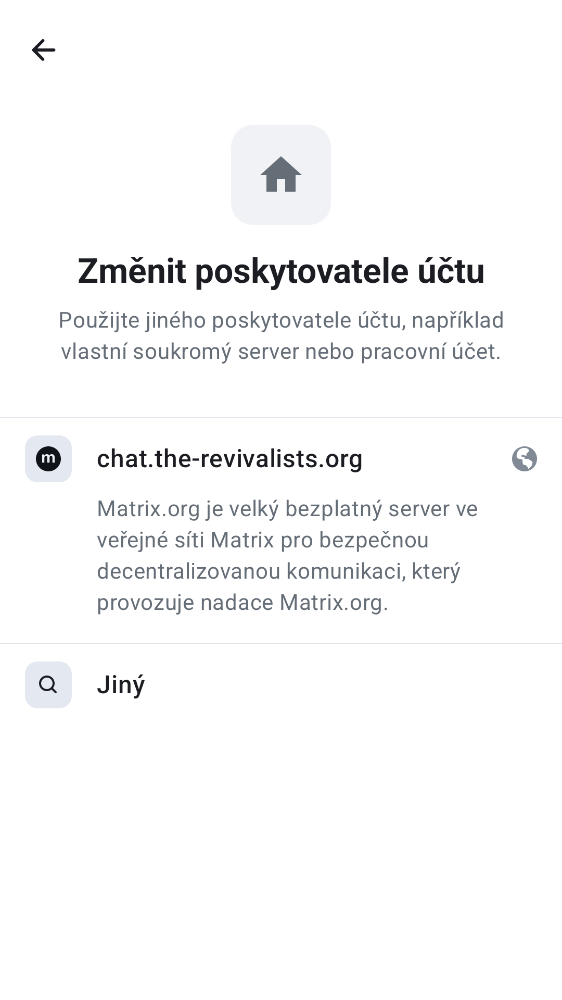 Změnit poskytovatele účtu
Použijte jiného poskytovatele účtu, například
vlastní soukromý server nebo pracovní účet.
m
chat.the-revivalists.org
Matrix.org je velký bezplatný server ve
veřejné síti Matrix pro bezpečnou
decentralizovanou komunikaci, který
provozuje nadace Matrix.org.
Jiný